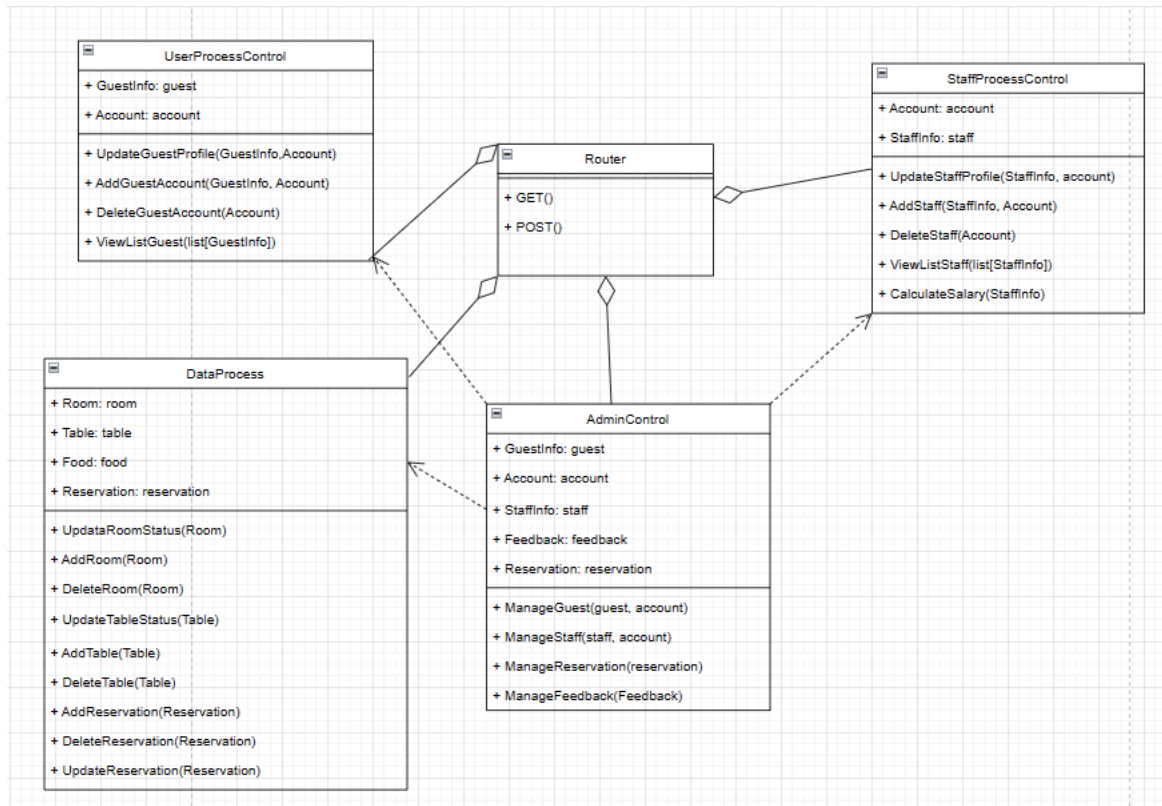 UserProcessControl
+ GuestInfo: guest
+ Account: account
+ UpdateGuestProfile(GuestInfo,Account)
+ AddGuestAccount(GuestInfo, Account)
+ DeleteGuestAccount(Account)
+ ViewListGuest(list[GuestInfo])
Router
+ GET()
+ POST()
StaffProcessControl
+ Account: account
+ StaffInfo: staff
+ UpdateStaffProfile(StaffInfo, account)
+ AddStaff(StaffInfo, Account)
+ DeleteStaff(Account)
+ ViewListStaff(list[StaffInfo])
+ CalculateSalary(StaffInfo)
DataProcess
+ Room: room
+ Table: table
+ Food: food
+ Reservation: reservation
+ UpdataRoomStatus(Room)
+ AddRoom(Room)
+ DeleteRoom(Room)
+ UpdateTableStatus(Table)
+ AddTable(Table)
+ DeleteTable(Table)
+ AddReservation(Reservation)
+ DeleteReservation(Reservation)
+ UpdateReservation(Reservation)
AdminControl
+ GuestInfo: guest
+ Account: account
+ StaffInfo: staff
+ Feedback: feedback
+ Reservation: reservation
+ ManageGuest(guest, account)
+ ManageStaff(staff, account)
+ ManageReservation(reservation)
+ ManageFeedback(Feedback)